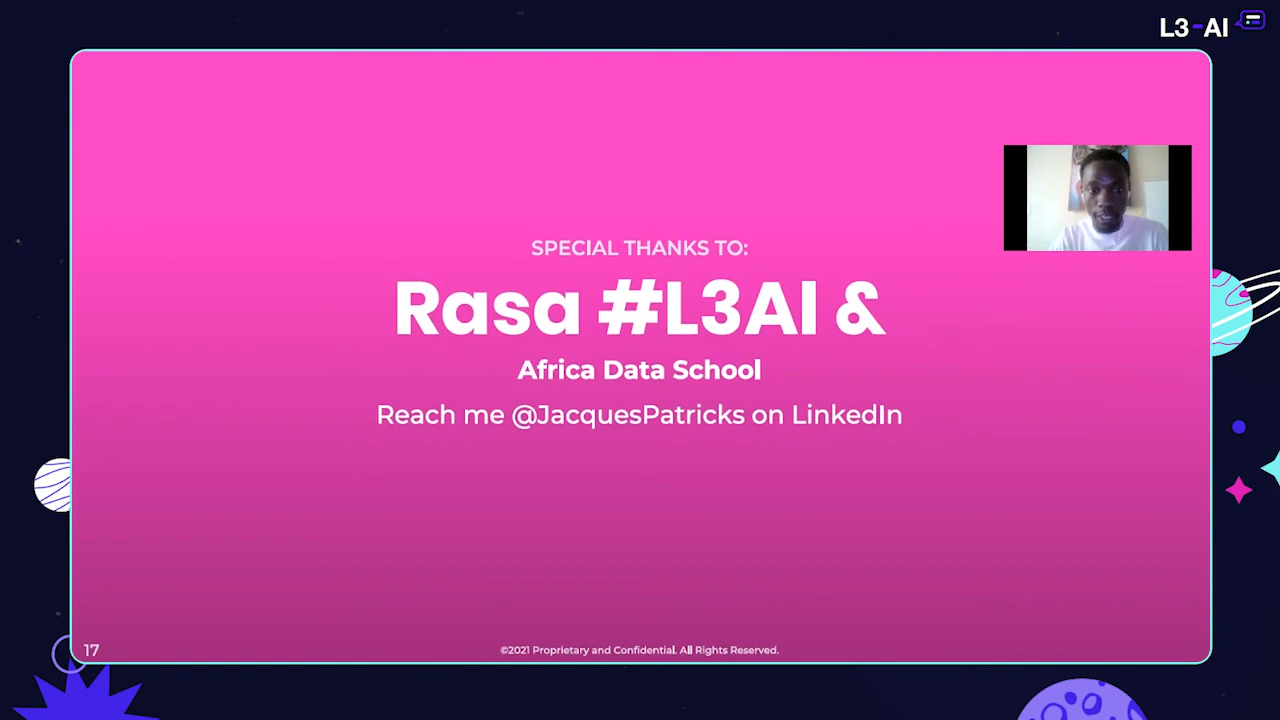 L3-AI
SPECIAL THANKS TO:
Rasa #L3AI &
Africa Data School
Reach me @JacquesPatricks on LinkedIn
17
©2021 Proprietary and Confidential. All Rights Reserved.